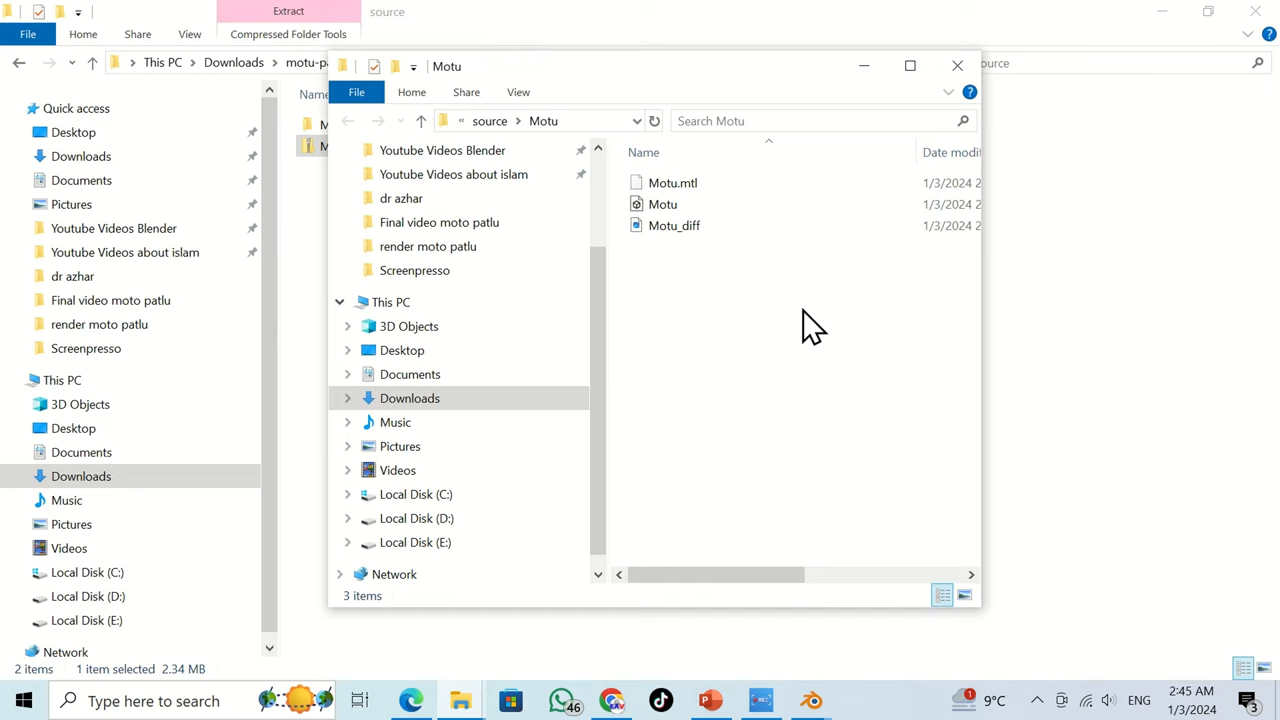 Extract
source
File
Home
Share
View
Compressed Folder Tools
This PC
Downloads
Name
Quick access
Desktop
Downloads
Documents
Pictures
Youtube Videos Blender
Youtube Videos about islam
dr azhar
Final video moto patlu
render moto patlu
Screenpresso
This PC
3D Objects
Desktop
Documents
Downloads
Music
Pictures
Videos
Local Disk (C:)
Local Disk (D:)
Local Disk (E:)
Network
2 items
1 item selected 2.34 MB
Motu
File
Home
Share
View
« source
Motu
Search Motu
Youtube Videos Blender
Youtube Videos about islam
dr azhar
Final video moto patlu
render moto patlu
Screenpresso
This PC
3D Objects
Desktop
Documents
Downloads
Music
Pictures
Videos
Local Disk (C:)
Local Disk (D:)
Local Disk (E:)
Network
3 items
Name
Date modifi
Motu.mtl
1/3/2024 2
Motu
1/3/2024 2
Motu_diff
1/3/2024 2
Type here to search
46
9°C
ENG
2:45 AM
1/3/2024
3